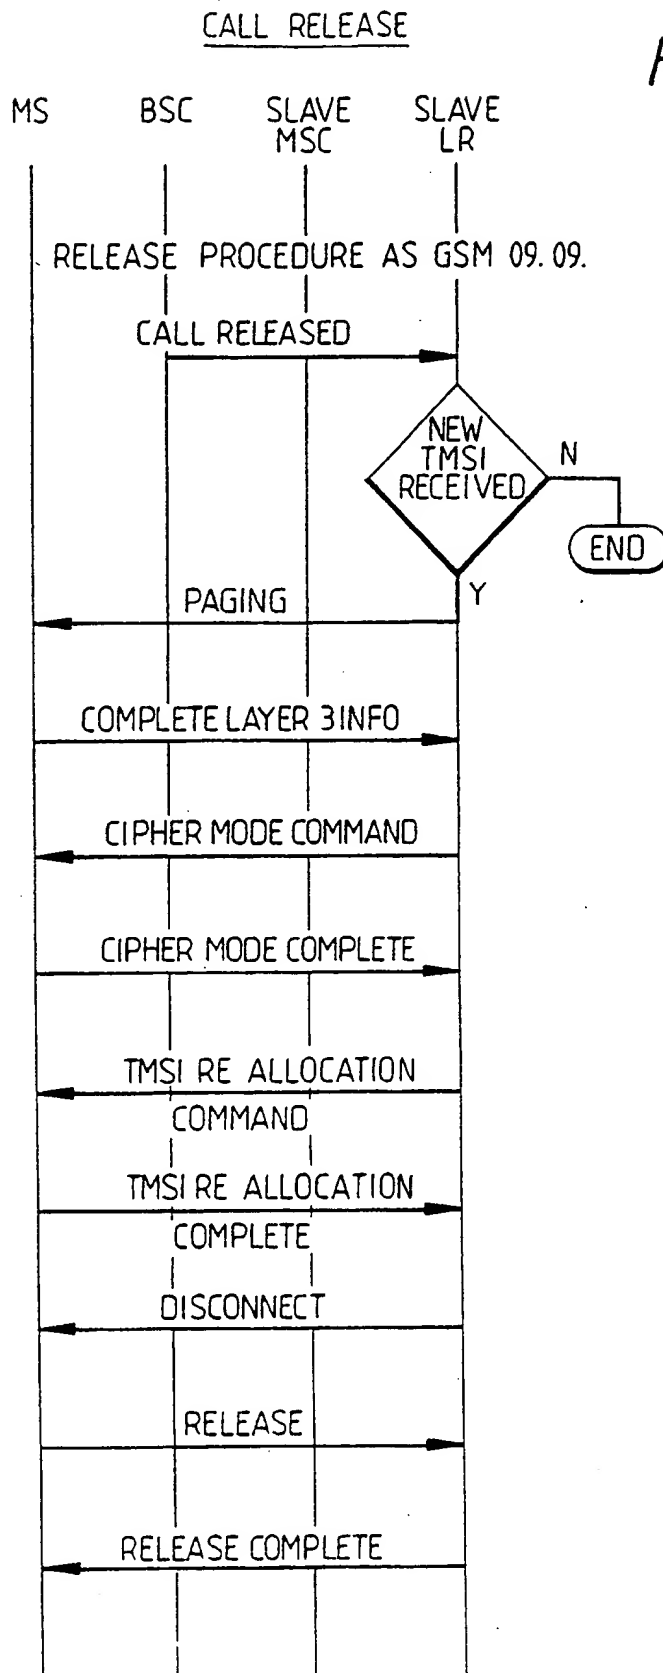 CALL RELEASE
MS BSC SLAVE MSC SLAVE LR
RELEASE PROCEDURE AS GSM 09.09.
CALL RELEASED
NEW
TMSI
RECEIVED
N
END
Y
PAGING
COMPLETE LAYER 3 INFO
CIPHER MODE COMMAND
CIPHER MODE COMPLETE
TMSI RE ALLOCATION
COMMAND
TMSI RE ALLOCATION
COMPLETE
DISCONNECT
RELEASE
RELEASE COMPLETE